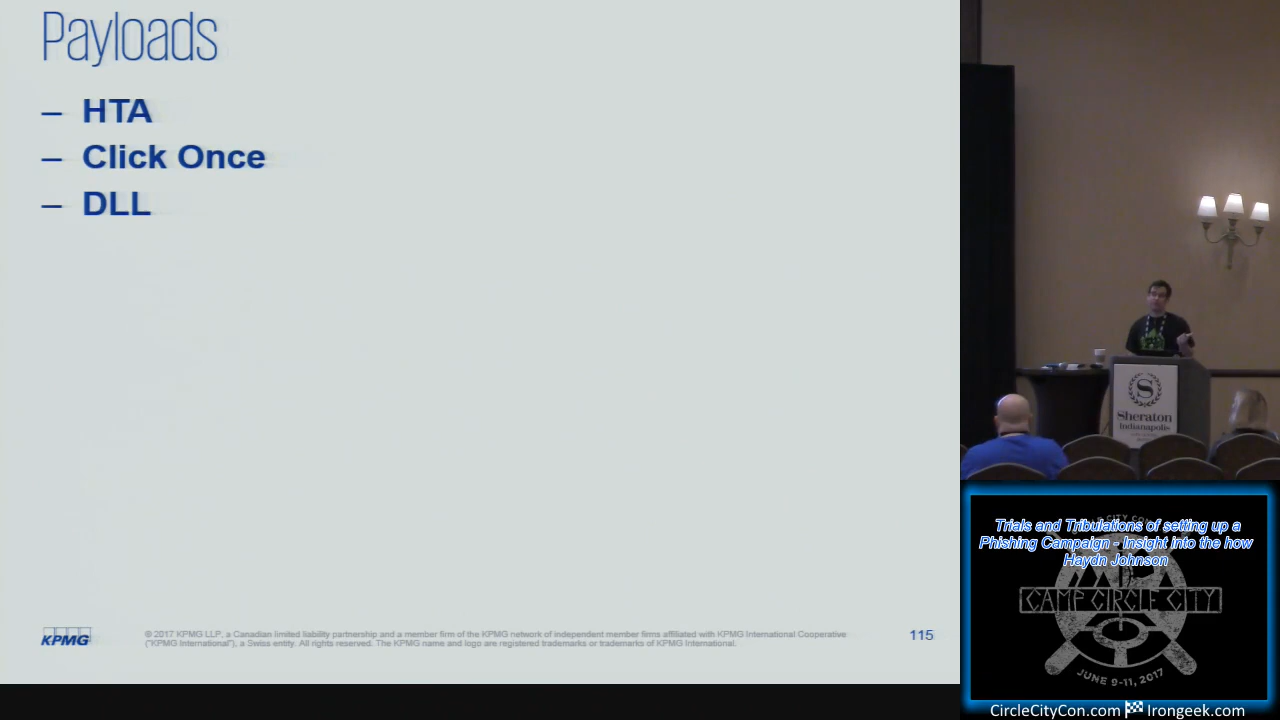 Payloads
– HTA
– Click Once
– DLL
KPMG
© 2017 KPMG LLP, a Canadian limited liability partnership and a member firm of the KPMG network of independent member firms affiliated with KPMG International Cooperative
("KPMG International"), a Swiss entity. All rights reserved. The KPMG name and logo are registered trademarks or trademarks of KPMG International.
115
S
Sheraton
Indianapolis
Trials and Tribulations of setting up a
Phishing Campaign - Insight into the how
Haydn Johnson
CAMP CIRCLE CITY
JUNE 9-11, 2017
CircleCityCon.com Irongeek.com